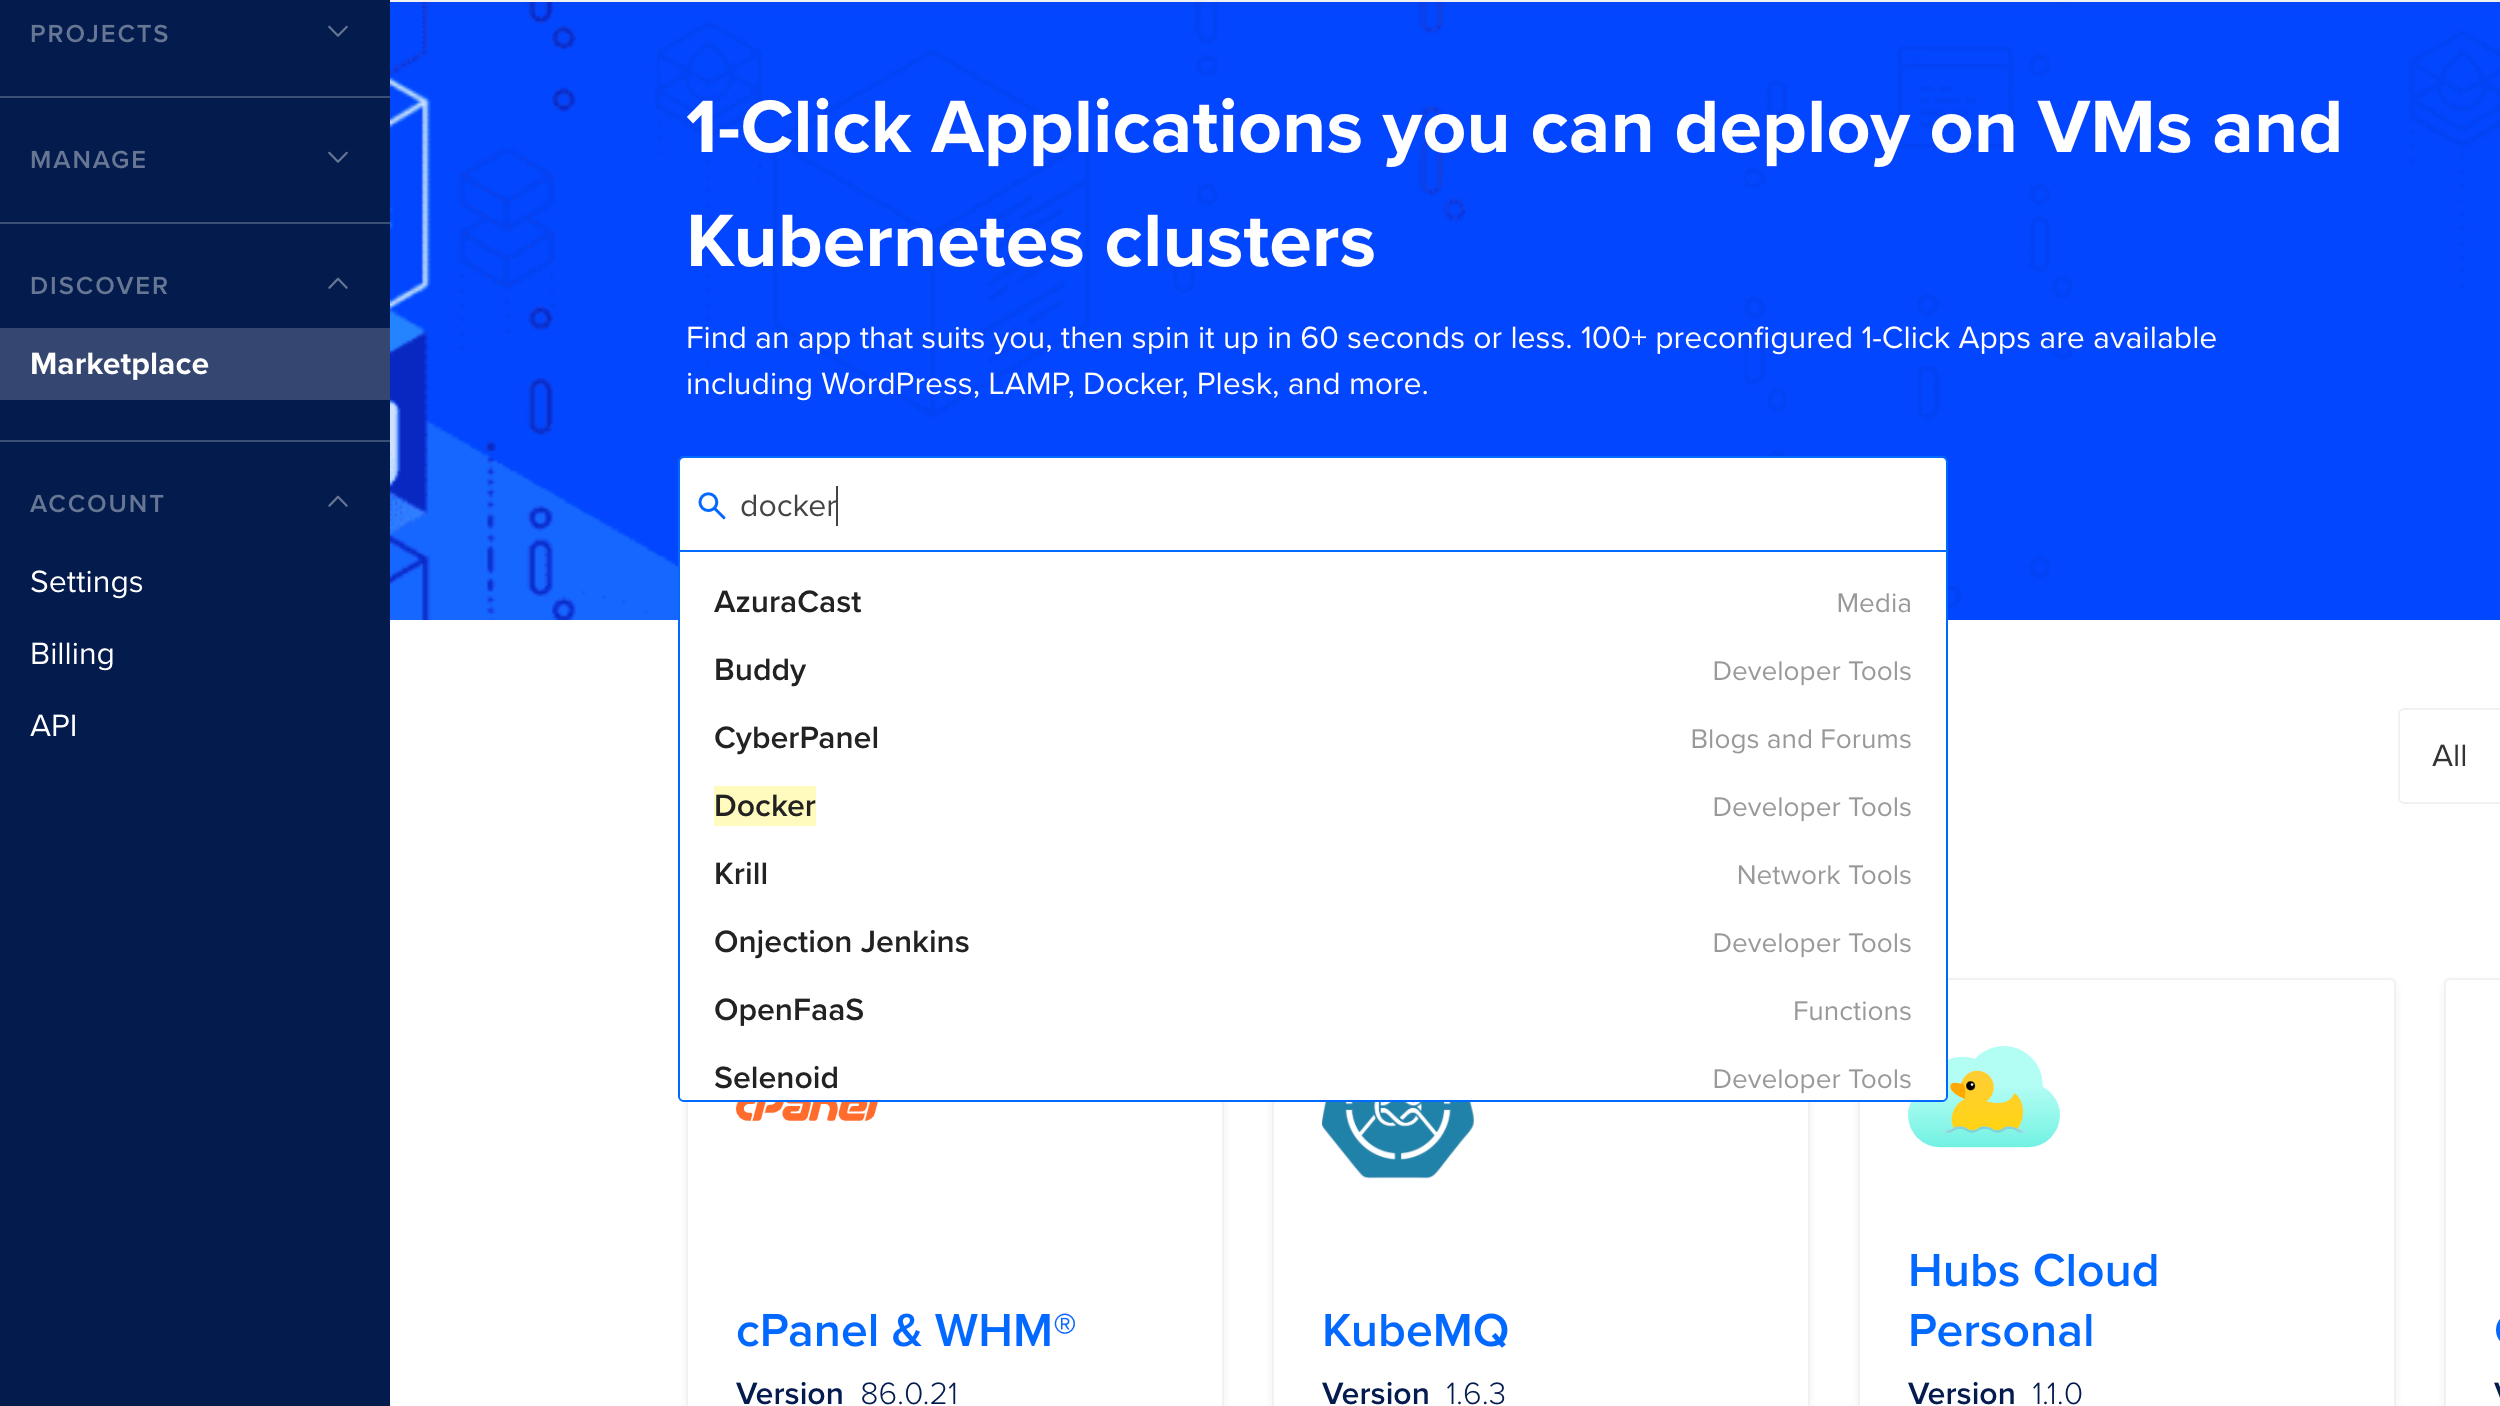 PROJECTS
MANAGE
DISCOVER
Marketplace
ACCOUNT
Settings
Billing
API
1-Click Applications you can deploy on VMs and
Kubernetes clusters
Find an app that suits you, then spin it up in 60 seconds or less. 100+ preconfigured 1-Click Apps are available
including WordPress, LAMP, Docker, Plesk, and more.
docker
AzuraCast Media
Buddy Developer Tools
CyberPanel Blogs and Forums
Docker Developer Tools
Krill Network Tools
Onjection Jenkins Developer Tools
OpenFaaS Functions
Selenoid Developer Tools
All
cPanel
cPanel & WHM®
Version 86.0.21
KubeMQ
Version 1.6.3
Hubs Cloud
Personal
Version 1.1.0